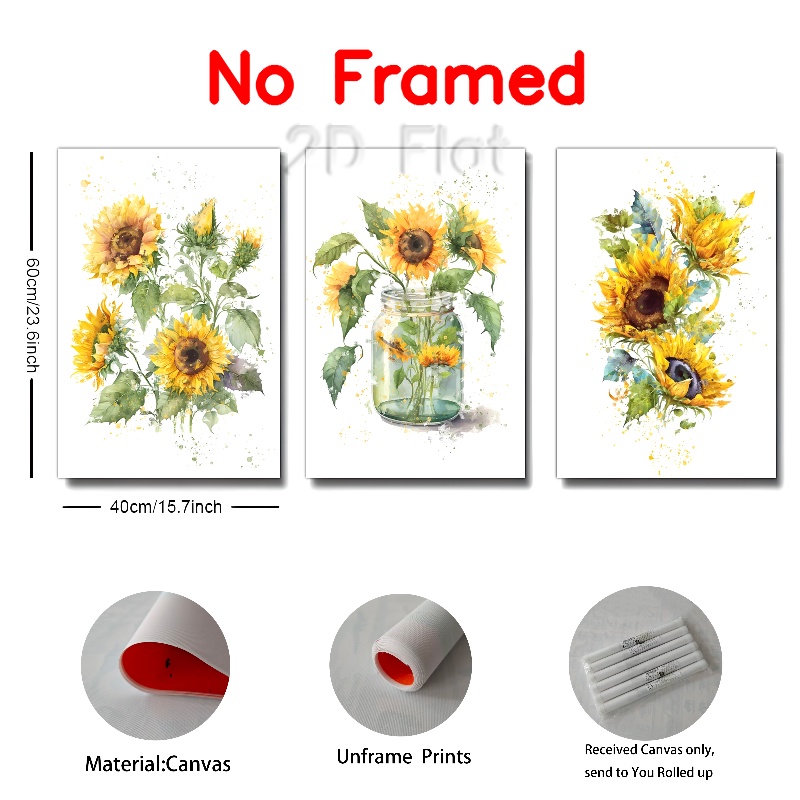 No Framed
2D Flat
60cm/23.6inch
40cm/15.7inch
Material:Canvas
Unframe Prints
Received Canvas only,
send to You Rolled up